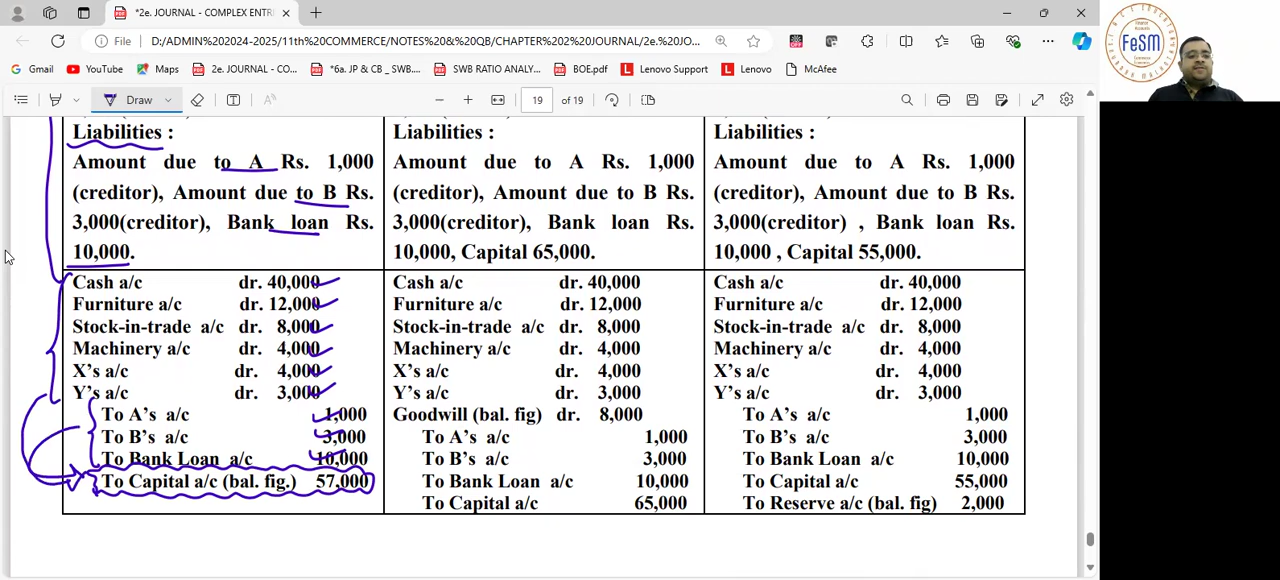 *2e. JOURNAL - COMPLEX ENTRI
File
D:/ADMIN%202024-2025/11th%20COMMERCE/NOTES%20&%20QB/CHAPTER%202%20JOURNAL/2e.%20JO...
Gmail
YouTube
Maps
2e. JOURNAL - CO...
*6a. JP & CB _ SWB....
SWB RATIO ANALY...
BOE.pdf
Lenovo Support
Lenovo
McAfee
Draw
19 of 19
FeSM
Liabilities :
Amount due to A Rs. 1,000
(creditor), Amount due to B Rs.
3,000(creditor), Bank loan Rs.
10,000.
Cash a/c dr. 40,000
Furniture a/c dr. 12,000
Stock-in-trade a/c dr. 8,000
Machinery a/c dr. 4,000
X's a/c dr. 4,000
Y's a/c dr. 3,000
To A's a/c 1,000
To B's a/c 3,000
To Bank Loan a/c 10,000
To Capital a/c (bal. fig.) 57,000
Liabilities :
Amount due to A Rs. 1,000
(creditor), Amount due to B Rs.
3,000(creditor), Bank loan Rs.
10,000, Capital 65,000.
Cash a/c dr. 40,000
Furniture a/c dr. 12,000
Stock-in-trade a/c dr. 8,000
Machinery a/c dr. 4,000
X's a/c dr. 4,000
Y's a/c dr. 3,000
Goodwill (bal. fig) dr. 8,000
To A's a/c 1,000
To B's a/c 3,000
To Bank Loan a/c 10,000
To Capital a/c 65,000
Liabilities :
Amount due to A Rs. 1,000
(creditor), Amount due to B Rs.
3,000(creditor) , Bank loan Rs.
10,000 , Capital 55,000.
Cash a/c dr. 40,000
Furniture a/c dr. 12,000
Stock-in-trade a/c dr. 8,000
Machinery a/c dr. 4,000
X's a/c dr. 4,000
Y's a/c dr. 3,000
To A's a/c 1,000
To B's a/c 3,000
To Bank Loan a/c 10,000
To Capital a/c 55,000
To Reserve a/c (bal. fig) 2,000